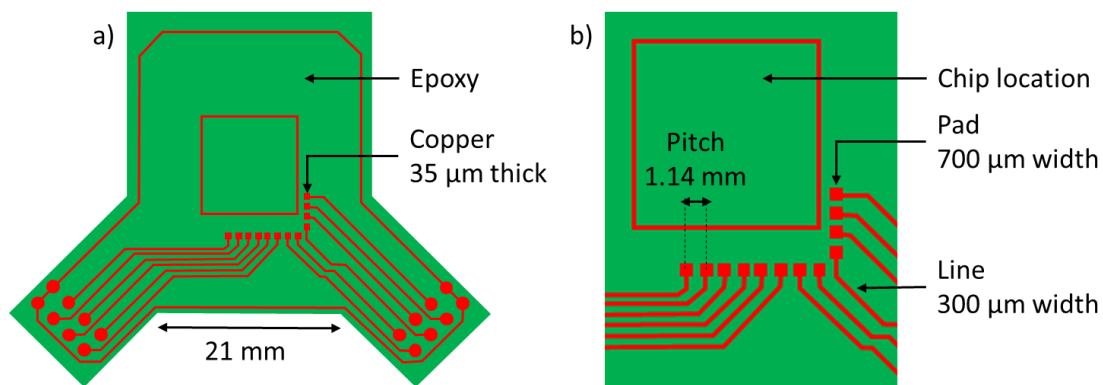 a)
Epoxy
Copper
35 µm thick
21 mm
b)
Chip location
Pad
700 µm width
Pitch
1.14 mm
Line
300 µm width